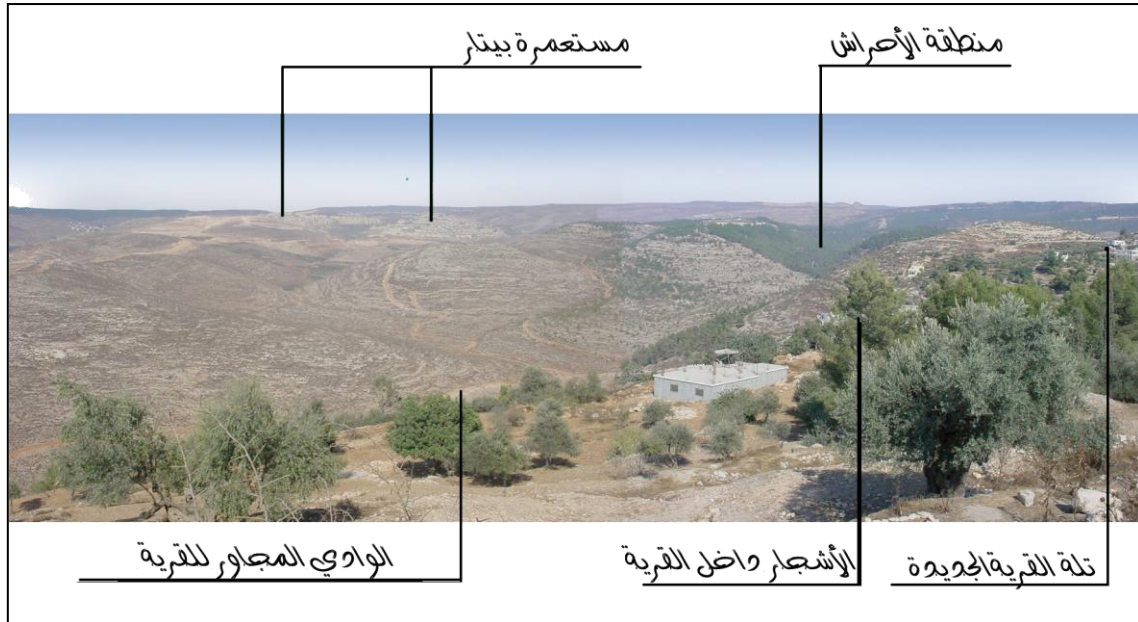 منطقة الأحراش
مستعمرة بيتار
تلة القرية الجديدة
الأشجار داخل القرية
الوادي المجاور للقرية